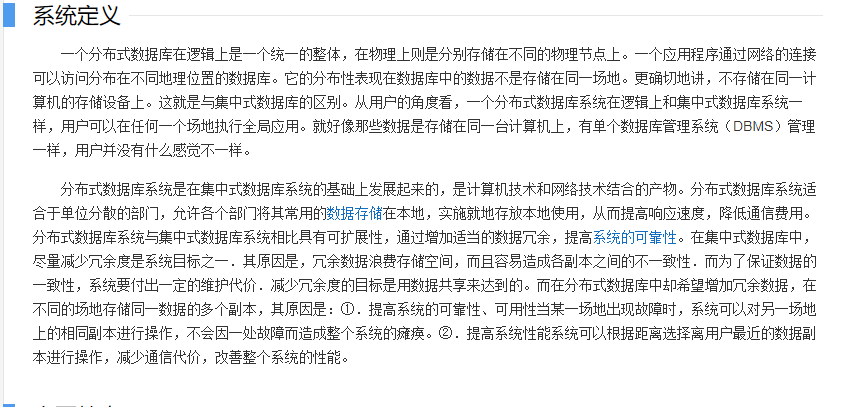 系统定义
一个分布式数据库在逻辑上是一个统一的整体，在物理上则是分别存储在不同的物理节点上。一个应用程序通过网络的连接
可以访问分布在不同地理位置的数据库。它的分布性表现在数据库中的数据不是存储在同一场地。更确切地讲，不存储在同一计
算机的存储设备上。这就是与集中式数据库的区别。从用户的角度看，一个分布式数据库系统在逻辑上和集中式数据库系统一
样，用户可以在任何一个场地执行全局应用。就好像那些数据是存储在同一台计算机上，有单个数据库管理系统（DBMS）管理
一样，用户并没有什么感觉不一样。
分布式数据库系统是在集中式数据库系统的基础上发展起来的，是计算机技术和网络技术结合的产物。分布式数据库系统适
合于单位分散的部门，允许各个部门将其常用的数据存储在本地，实施就地存放本地使用，从而提高响应速度，降低通信费用。
分布式数据库系统与集中式数据库系统相比具有可扩展性，通过增加适当的数据冗余，提高系统的可靠性。在集中式数据库中，
尽量减少冗余度是系统目标之一．其原因是，冗余数据浪费存储空间，而且容易造成各副本之间的不一致性．而为了保证数据的
一致性，系统要付出一定的维护代价．减少冗余度的目标是用数据共享来达到的。而在分布式数据库中却希望增加冗余数据，在
不同的场地存储同一数据的多个副本，其原因是：①．提高系统的可靠性、可用性当某一场地出现故障时，系统可以对另一场地
上的相同副本进行操作，不会因一处故障而造成整个系统的瘫痪。②．提高系统性能系统可以根据距离选择离用户最近的数据副
本进行操作，减少通信代价，改善整个系统的性能。